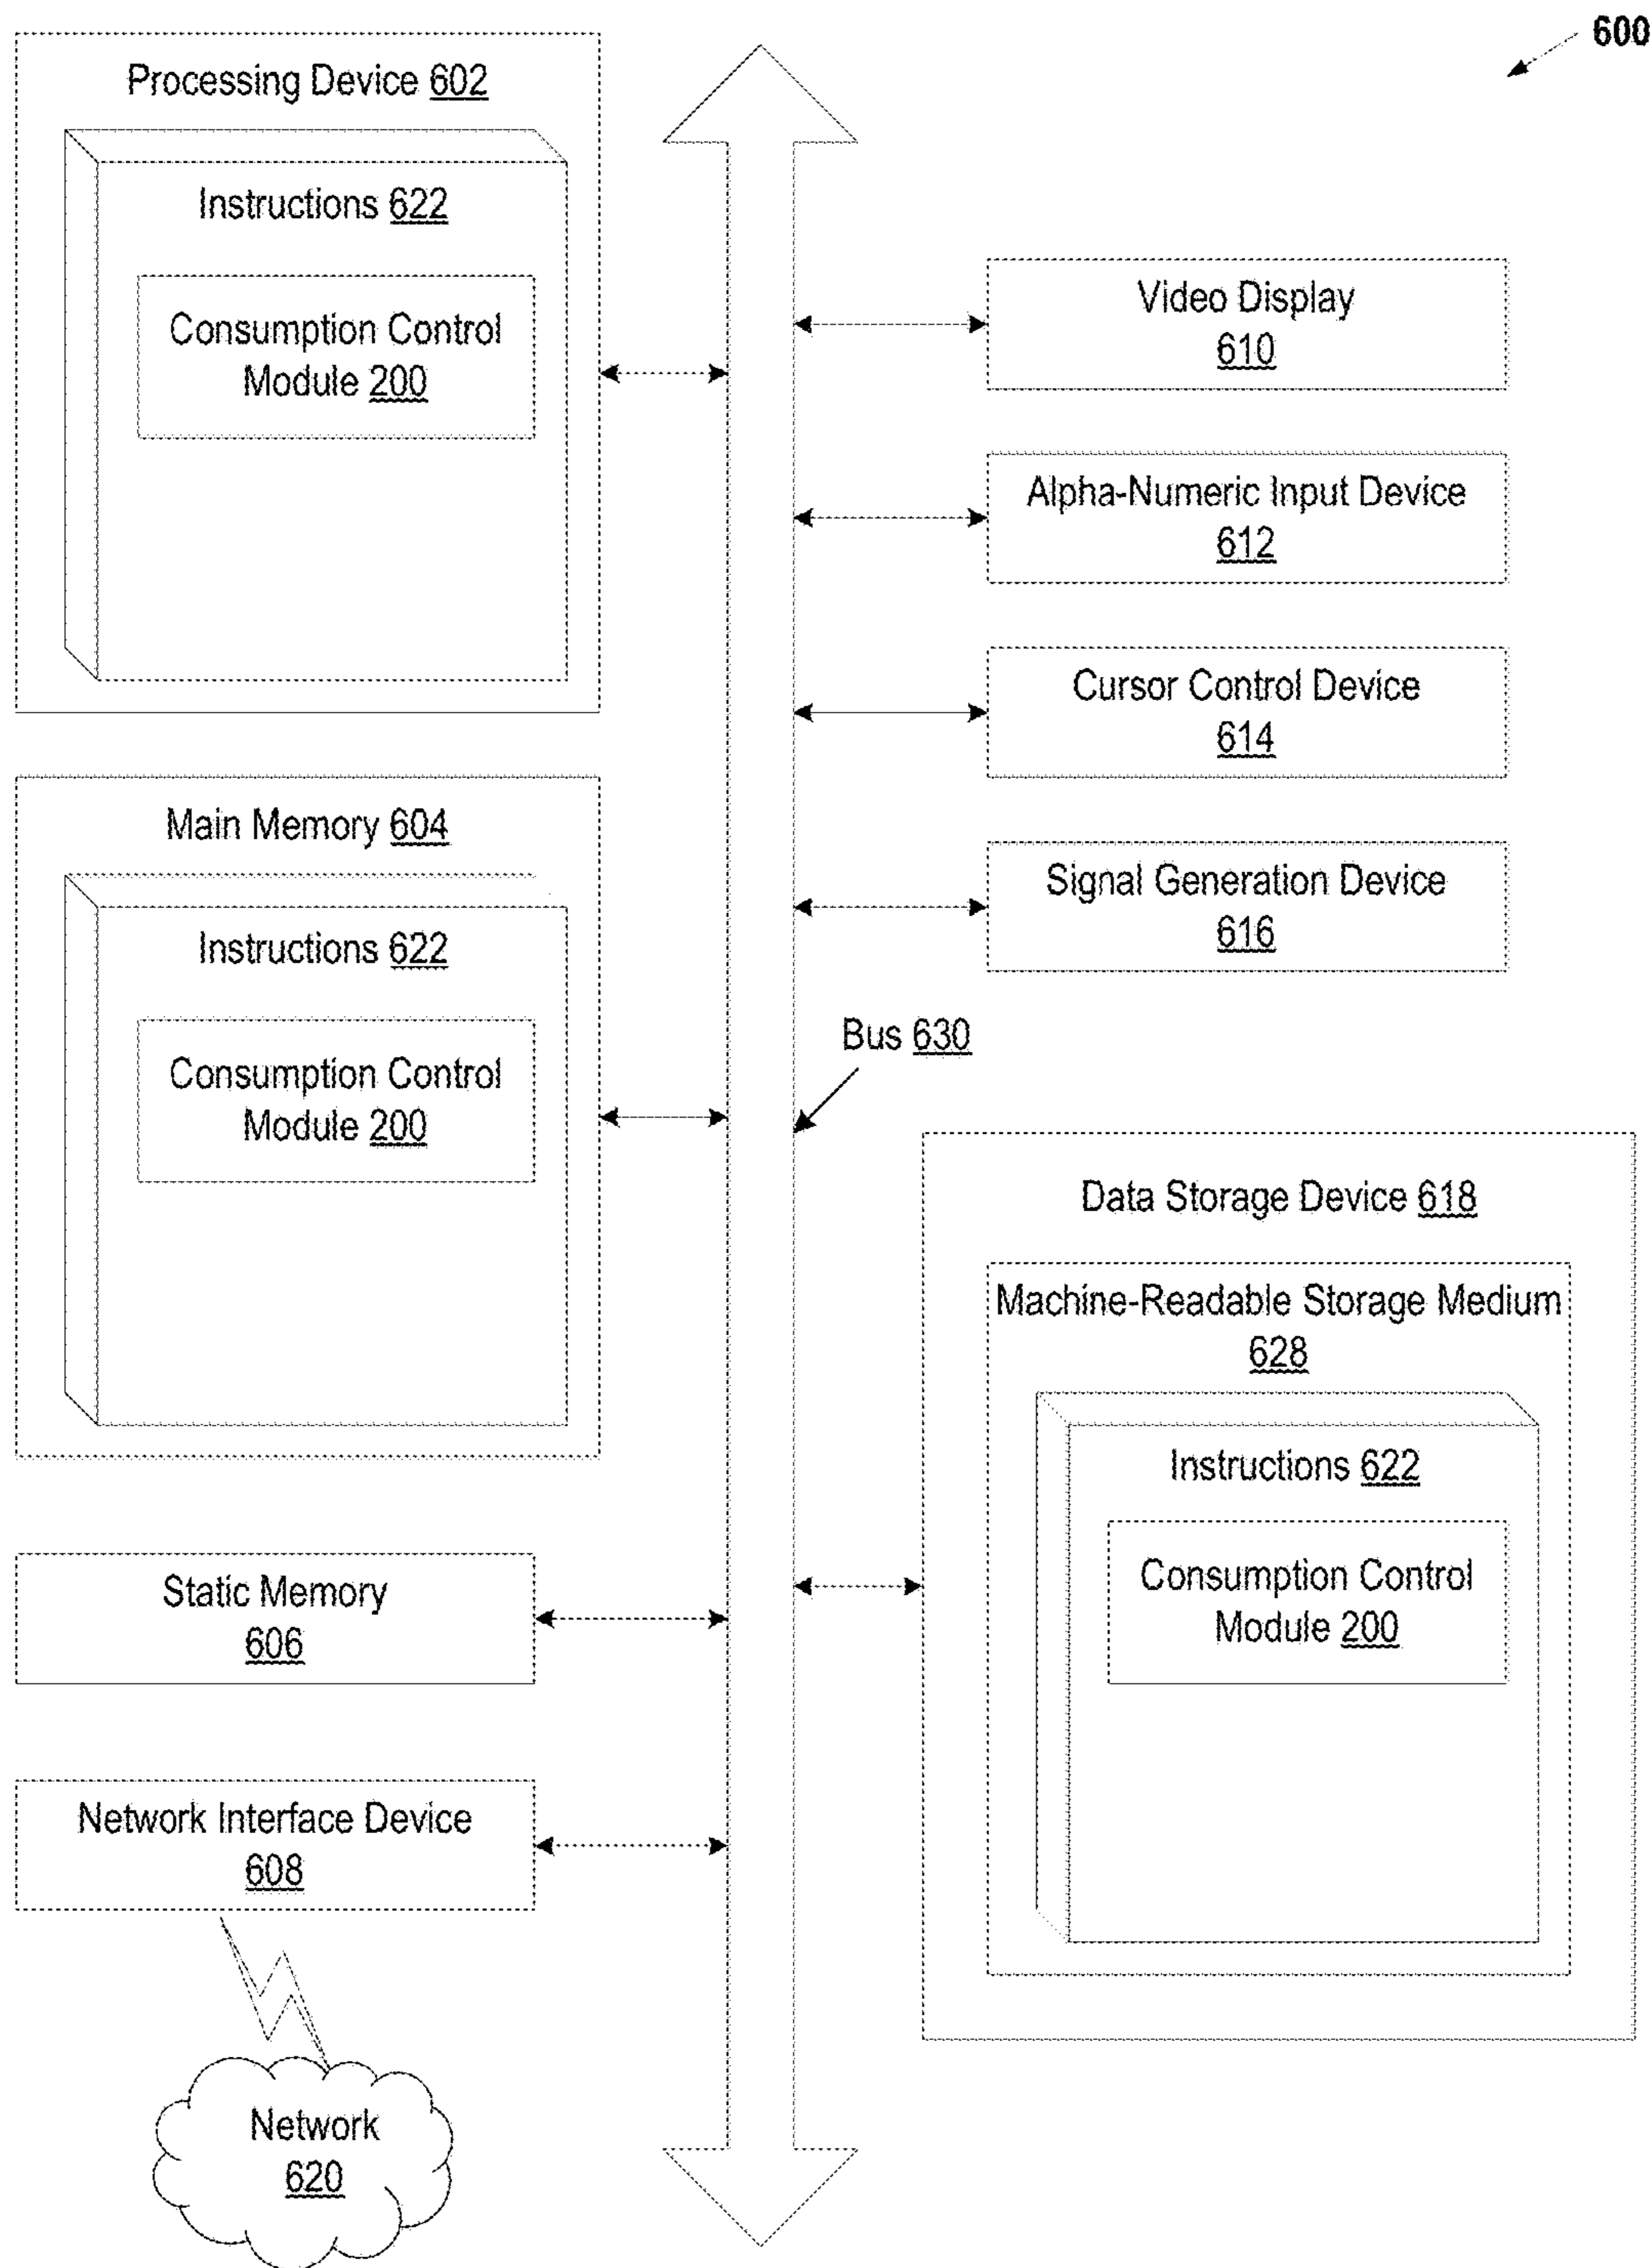 600
Processing Device 602
Instructions 622
Consumption Control
Module 200
Main Memory 604
Instructions 622
Consumption Control
Module 200
Static Memory
606
Network Interface Device
608
Network
620
Video Display
610
Alpha-Numeric Input Device
612
Cursor Control Device
614
Signal Generation Device
616
Bus 630
Data Storage Device 618
Machine-Readable Storage Medium
628
Instructions 622
Consumption Control
Module 200